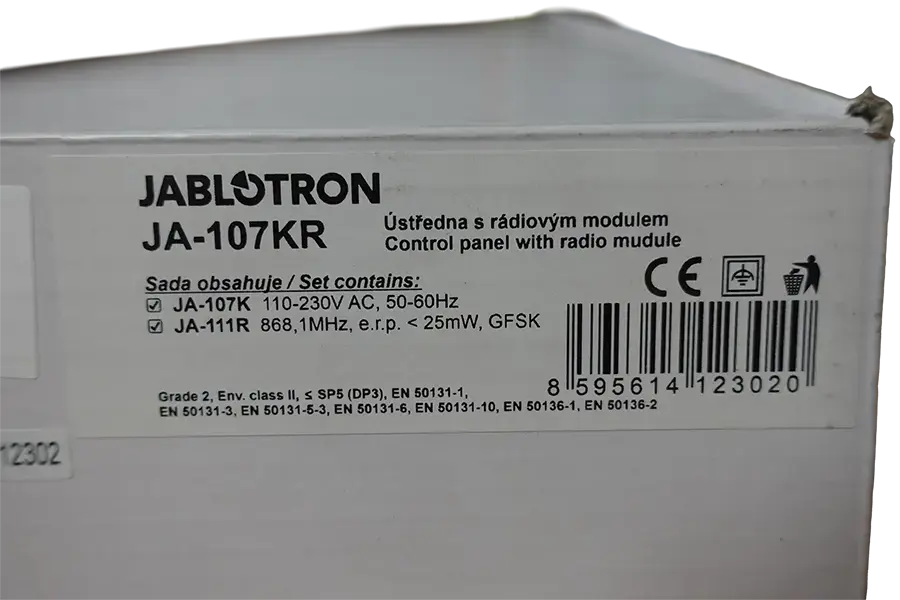 JABLOTRON
JA-107KR
Ústředna s rádiovým modulem
Control panel with radio mudule
Sada obsahuje / Set contains:
JA-107K 110-230V AC, 50-60Hz
JA-111R 868,1MHz, e.r.p. < 25mW, GFSK
CE
8 595614 123020
Grade 2, Env. class II, ≤ SP5 (DP3), EN 50131-1,
EN 50131-3, EN 50131-5-3, EN 50131-6, EN 50131-10, EN 50136-1, EN 50136-2
12302